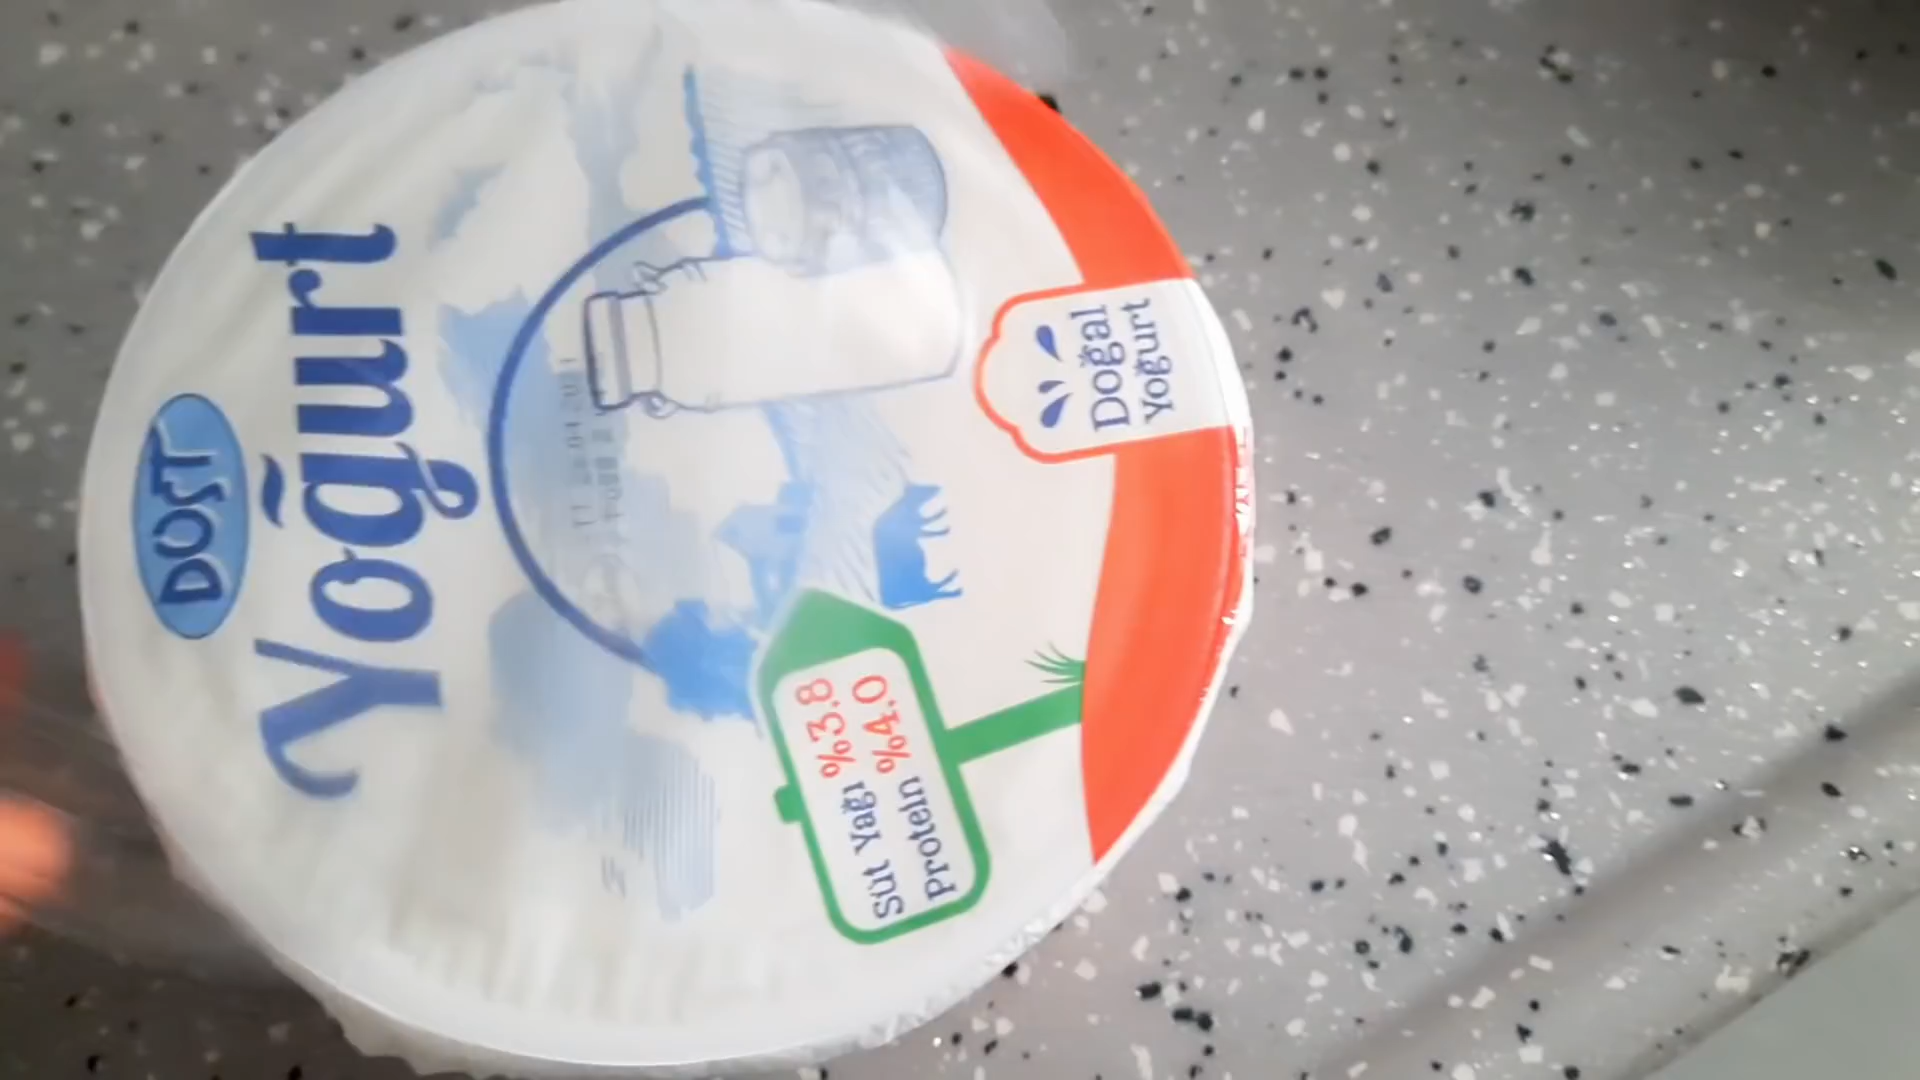 DOST
Yoğurt
Doğal
Yoğurt
Süt Yağı %3.8
Protein %4.0